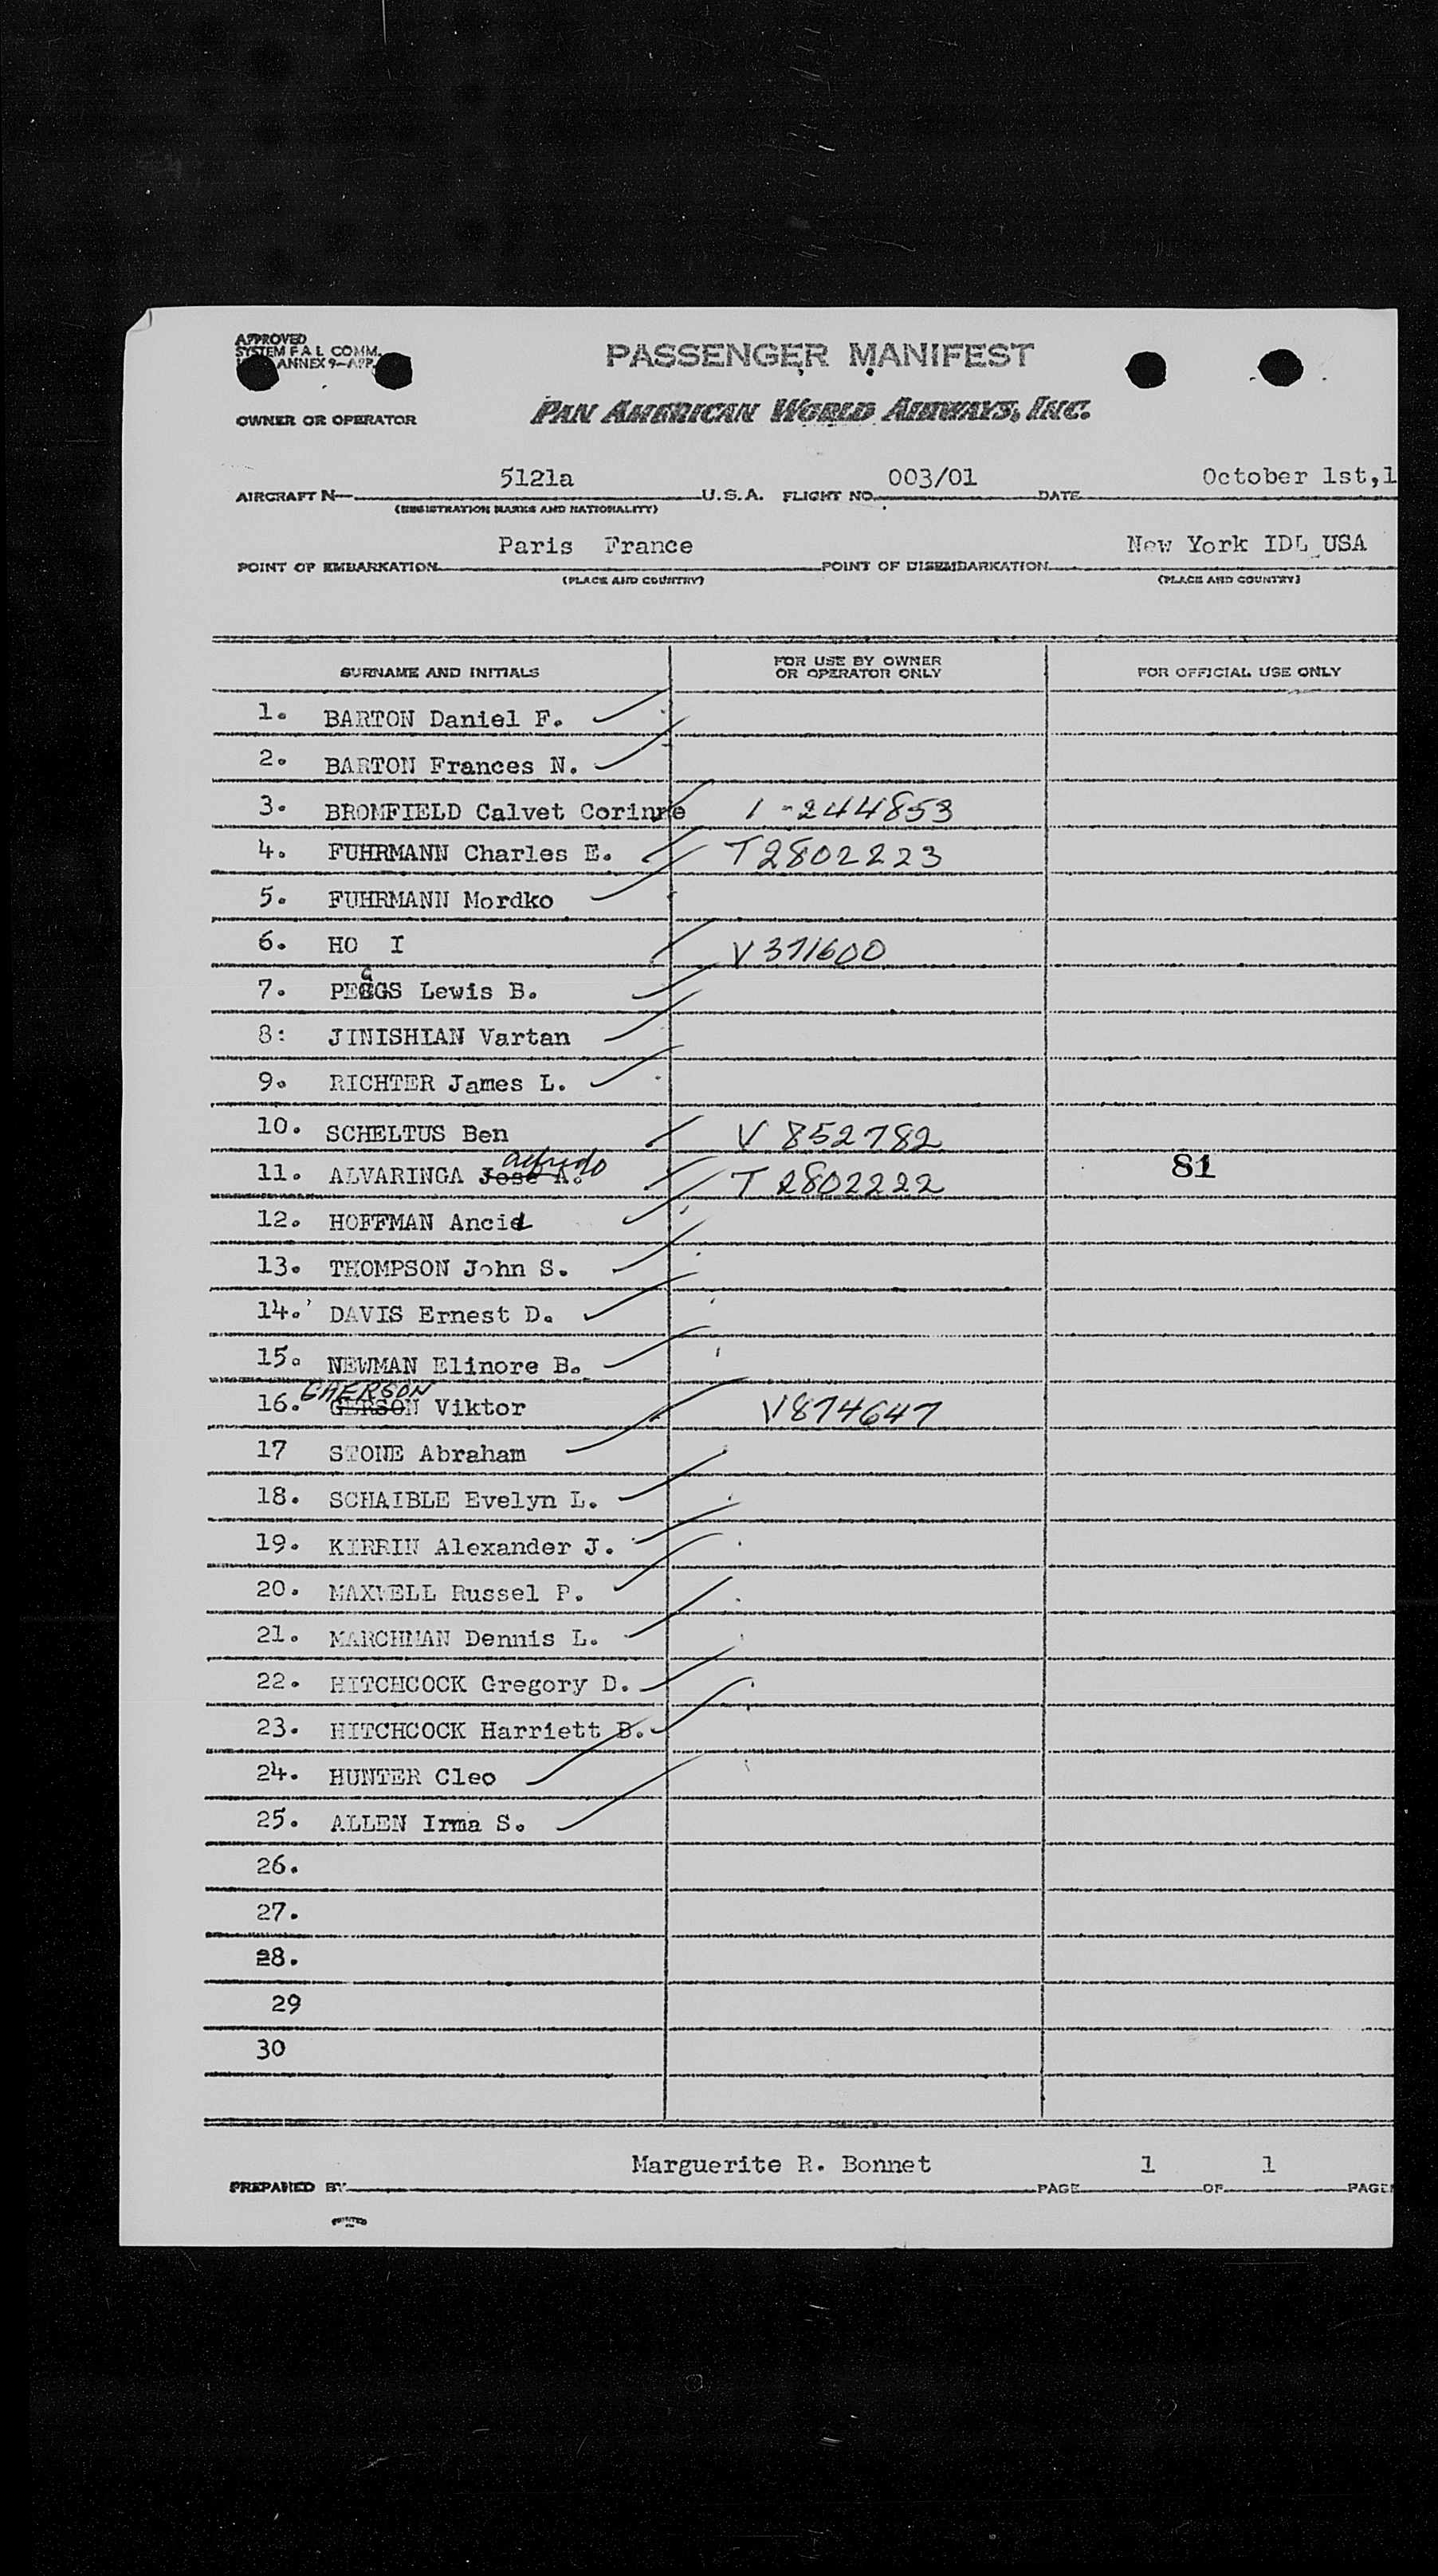 APPROVED
SYSTEM F A L COMM.
ANNEX 9-APP.
PASSENGER MANIFEST
OWNER OR OPERATOR
PAN AMERICAN WORLD AIRWAYS, INC.
AIRCRAFT N— 5121a U.S.A. FLIGHT NO. 003/01 DATE October 1st,1
(REGISTRATION MARKS AND NATIONALITY)
POINT OF EMBARKATION Paris France POINT OF DISEMBARKATION New York IDL USA
(PLACE AND COUNTRY) (PLACE AND COUNTRY)
SURNAME AND INITIALS FOR USE BY OWNER OR OPERATOR ONLY FOR OFFICIAL USE ONLY
1. BARTON Daniel F.
2. BARTON Frances N.
3. BROMFIELD Calvet Corinne 1-244853
4. FUHRMANN Charles E. T2802223
5. FUHRMANN Mordko
6. HO I V371600
7. PEGGS Lewis B.
8: JINISHIAN Vartan
9. RICHTER James L.
10. SCHELTUS Ben V 852782
11. ALVARINGA Jose A. alfredo T 2802222 81
12. HOFFMAN Anciel
13. THOMPSON John S.
14. DAVIS Ernest D.
15. NEWMAN Elinore B.
16. GERSON GHERSON Viktor V874647
17 STONE Abraham
18. SCHAIBLE Evelyn L.
19. KIRRIN Alexander J.
20. MAXWELL Russel P.
21. MARCHMAN Dennis L.
22. HITCHCOCK Gregory D.
23. HITCHCOCK Harriett B.
24. HUNTER Cleo
25. ALLEN Irma S.
26.
27.
28.
29
30
PREPARED BY Marguerite R. Bonnet PAGE 1 OF 1 PAGE
PRINTED